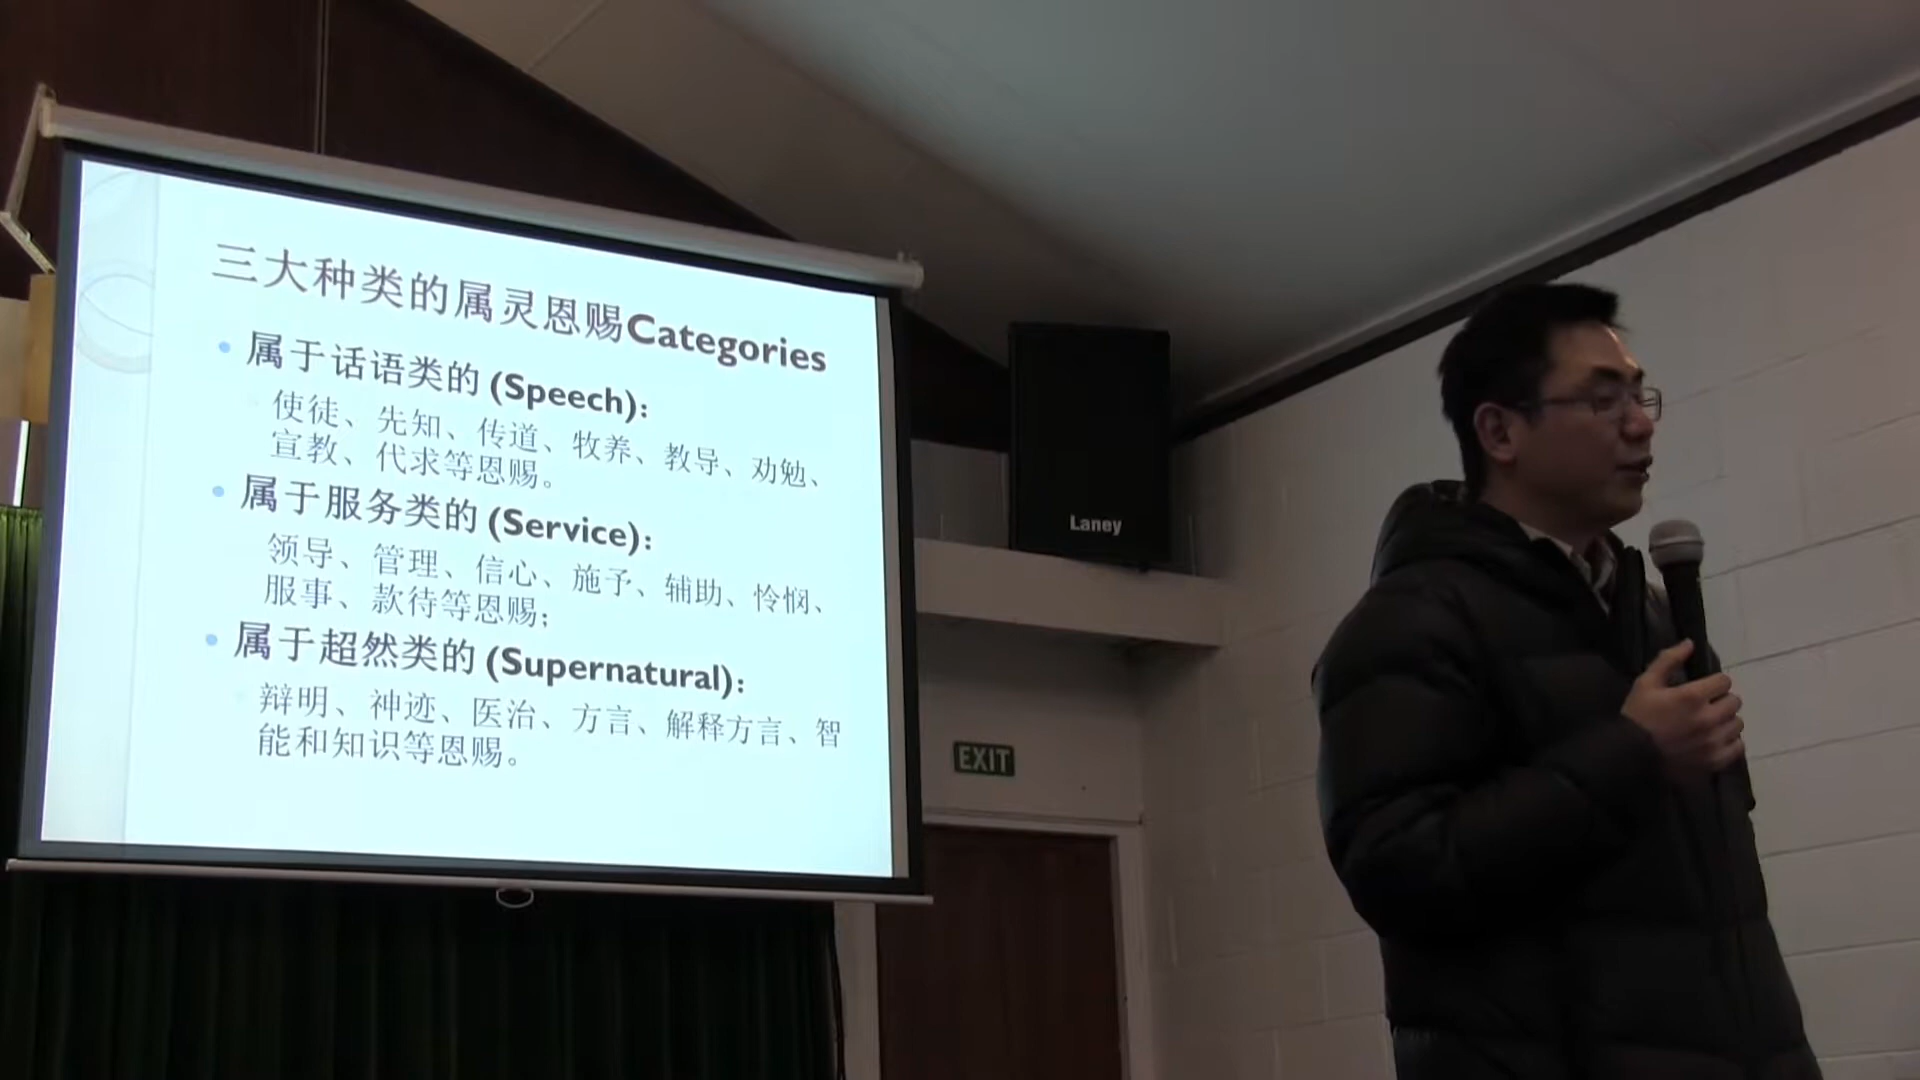 三大种类的属灵恩赐Categories
属于话语类的 (Speech):
使徒、先知、传道、牧养、教导、劝勉、
宣教、代求等恩赐。
属于服务类的 (Service):
领导、管理、信心、施予、辅助、怜悯、
服事、款待等恩赐;
属于超然类的 (Supernatural):
辩明、神迹、医治、方言、解释方言、智
能和知识等恩赐。
Laney
EXIT